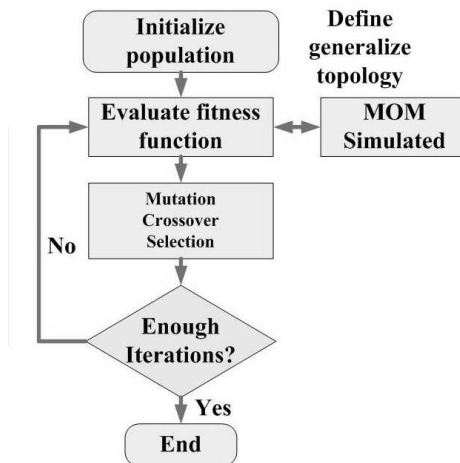 Initialize
population
Define
generalize
topology
Evaluate fitness
function
MOM
Simulated
Mutation
Crossover
Selection
No
Enough
Iterations?
Yes
End